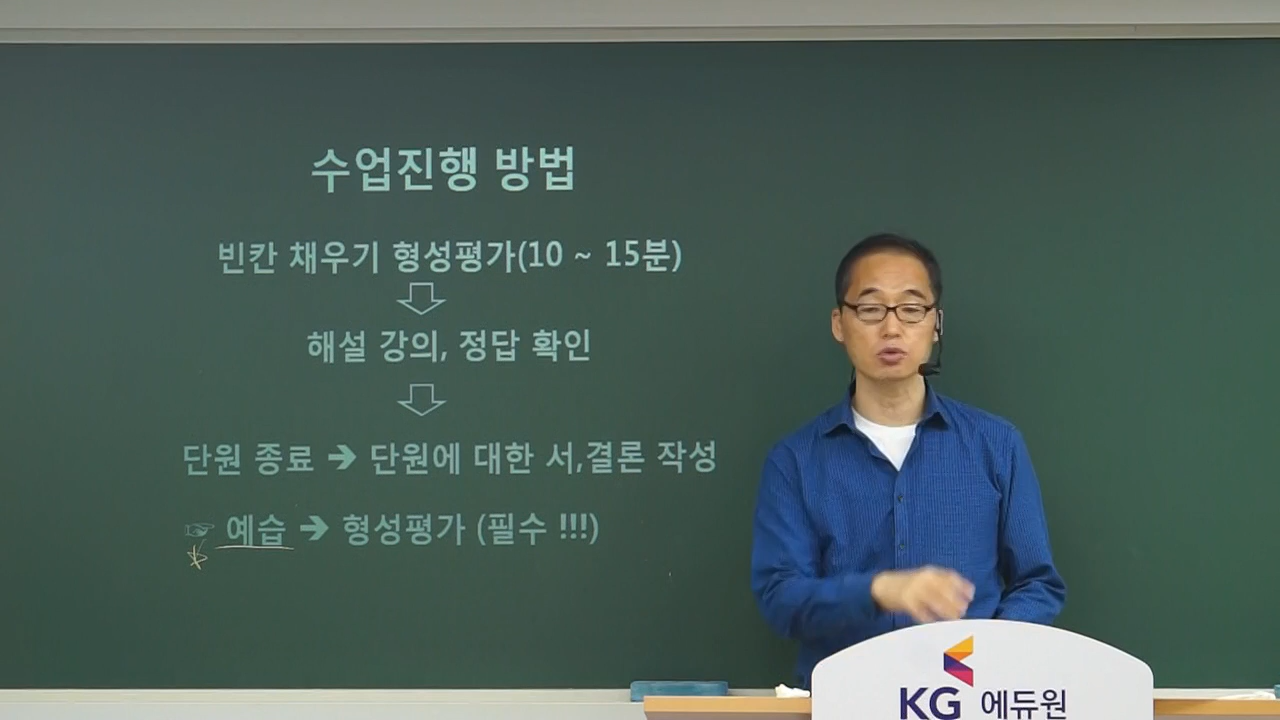 수업진행 방법
빈칸 채우기 형성평가(10 ~ 15분)
해설 강의, 정답 확인
단원 종료 ➔ 단원에 대한 서,결론 작성
☞ 예습 ➔ 형성평가 (필수 !!!)
KG 에듀원